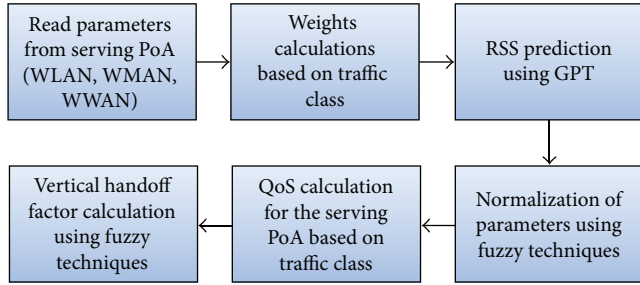 Read parameters
from serving PoA
(WLAN, WMAN,
WWAN)
Weights
calculations
based on traffic
class
RSS prediction
using GPT
Normalization of
parameters using
fuzzy techniques
QoS calculation
for the serving
PoA based on
traffic class
Vertical handoff
factor calculation
using fuzzy
techniques